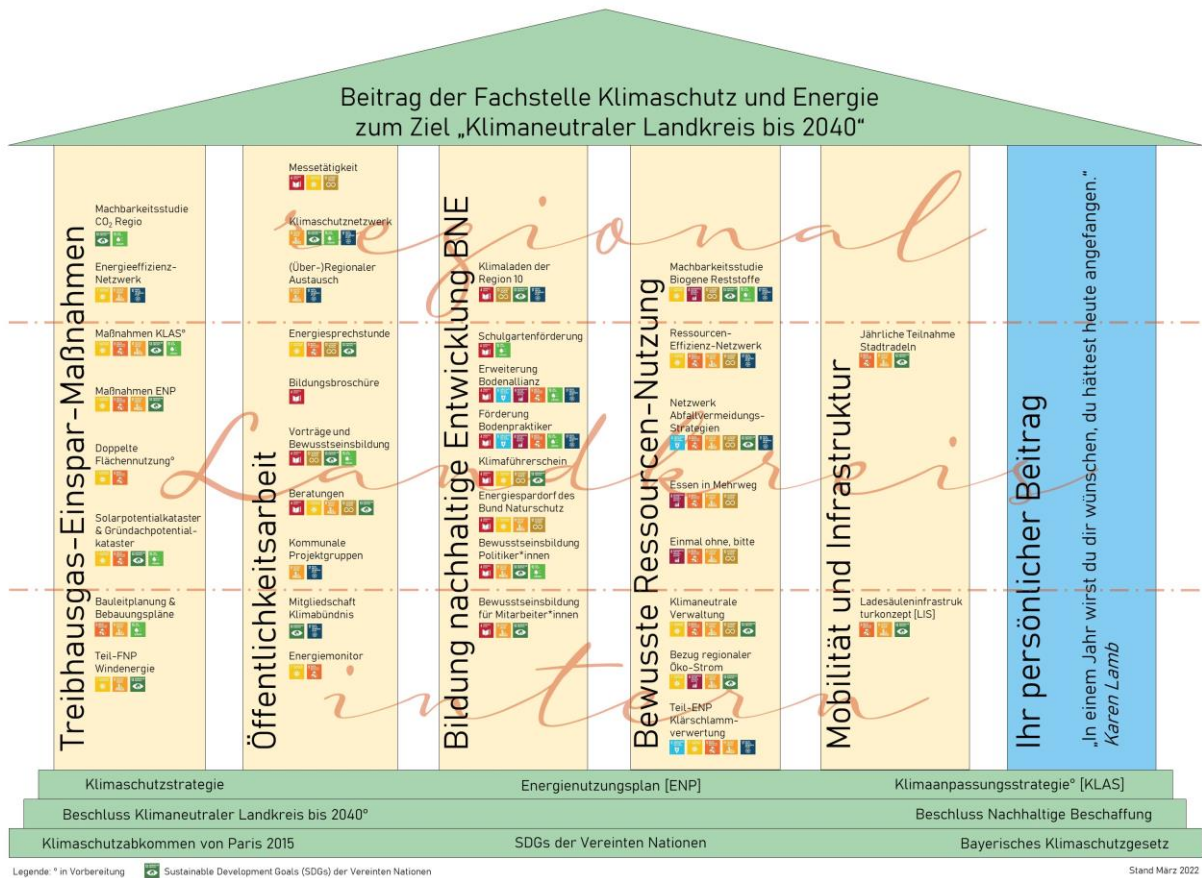 Beitrag der Fachstelle Klimaschutz und Energie
zum Ziel „Klimaneutraler Landkreis bis 2040“
regional
Landkreis
intern
Treibhausgas-Einspar-Maßnahmen
Machbarkeitsstudie
CO₂ Regio
Energieeffizienz-
Netzwerk
Maßnahmen KLAS°
Maßnahmen ENP
Doppelte
Flächennutzung°
Solarpotentialkataster
& Gründachpotential-
kataster
Bauleitplanung &
Bebauungspläne
Teil-FNP
Windenergie
Öffentlichkeitsarbeit
Messetätigkeit
Klimaschutznetzwerk
(Über-)Regionaler
Austausch
Energiesprechstunde
Bildungsbroschüre
Vorträge und
Bewusstseinsbildung
Beratungen
Kommunale
Projektgruppen
Mitgliedschaft
Klimabündnis
Energiemonitor
Bildung nachhaltige Entwicklung BNE
Klimaladen der
Region 10
Schulgartenförderung
Erweiterung
Bodenallianz
Förderung
Bodenpraktiker
Klimaführerschein
Energiespardorf des
Bund Naturschutz
Bewusstseinsbildung
Politiker*innen
Bewusstseinsbildung
für Mitarbeiter*innen
Bewusste Ressourcen-Nutzung
Machbarkeitsstudie
Biogene Reststoffe
Ressourcen-
Effizienz-Netzwerk
Netzwerk
Abfallvermeidungs-
Strategien
Essen in Mehrweg
Einmal ohne, bitte
Klimaneutrale
Verwaltung
Bezug regionaler
Öko-Strom
Teil-ENP
Klärschlamm-
verwertung
Mobilität und Infrastruktur
Jährliche Teilnahme
Stadtradeln
Ladesäuleninfrastruk
turkonzept [LIS]
Ihr persönlicher Beitrag
„In einem Jahr wirst du dir wünschen, du hättest heute angefangen.“
Karen Lamb
Klimaschutzstrategie
Energienutzungsplan [ENP]
Klimaanpassungsstrategie° [KLAS]
Beschluss Klimaneutraler Landkreis bis 2040°
Beschluss Nachhaltige Beschaffung
Klimaschutzabkommen von Paris 2015
SDGs der Vereinten Nationen
Bayerisches Klimaschutzgesetz
Legende: ° in Vorbereitung
Sustainable Development Goals (SDGs) der Vereinten Nationen
Stand März 2022